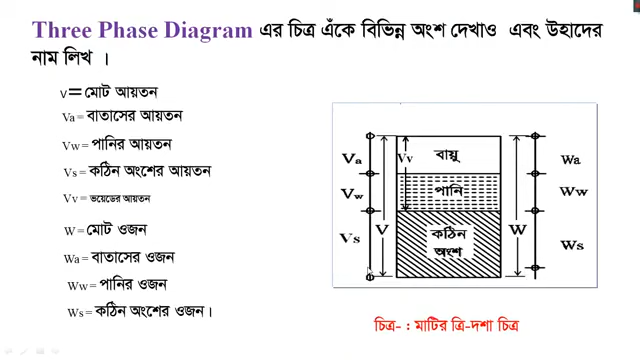 Three Phase Diagram এর চিত্র এঁকে বিভিন্ন অংশ দেখাও এবং উহাদের
নাম লিখ ।
v=মোট আয়তন
Va = বাতাসের আয়তন
Vw = পানির আয়তন
Vs = কঠিন অংশের আয়তন
Vv = ভয়েডের আয়তন
W = মোট ওজন
Wa = বাতাসের ওজন
Ww = পানির ওজন
Ws = কঠিন অংশের ওজন।
Va Vv বায়ু Wa
Vw পানি Ww
Vs V কঠিন অংশ W Ws
চিত্র- : মাটির ত্রি-দশা চিত্র